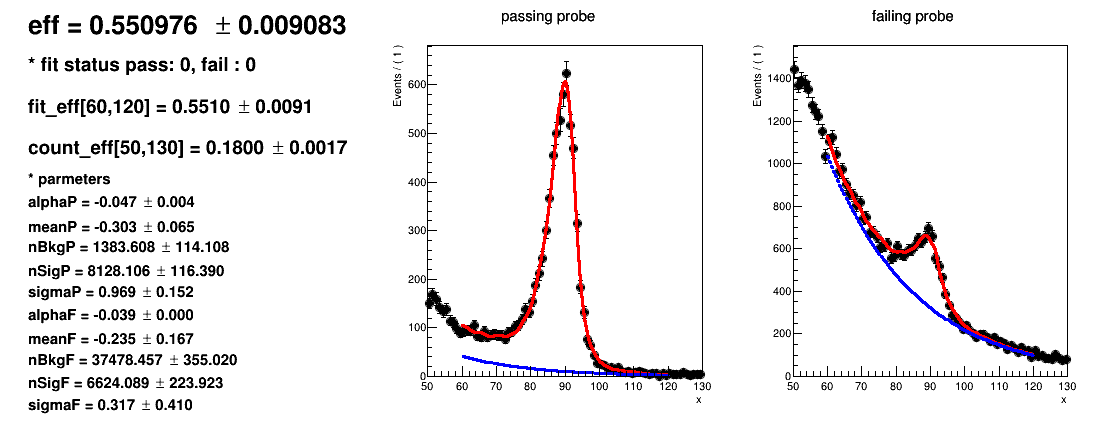 eff = 0.550976 ± 0.009083
* fit status pass: 0, fail : 0
fit_eff[60,120] = 0.5510 ± 0.0091
count_eff[50,130] = 0.1800 ± 0.0017
* parmeters
alphaP = -0.047 ± 0.004
meanP = -0.303 ± 0.065
nBkgP = 1383.608 ± 114.108
nSigP = 8128.106 ± 116.390
sigmaP = 0.969 ± 0.152
alphaF = -0.039 ± 0.000
meanF = -0.235 ± 0.167
nBkgF = 37478.457 ± 355.020
nSigF = 6624.089 ± 223.923
sigmaF = 0.317 ± 0.410
passing probe
Events / ( 1 )
600
500
400
300
200
100
0
50 60 70 80 90 100 110 120 130
x
failing probe
Events / ( 1 )
1400
1200
1000
800
600
400
200
0
50 60 70 80 90 100 110 120 130
x